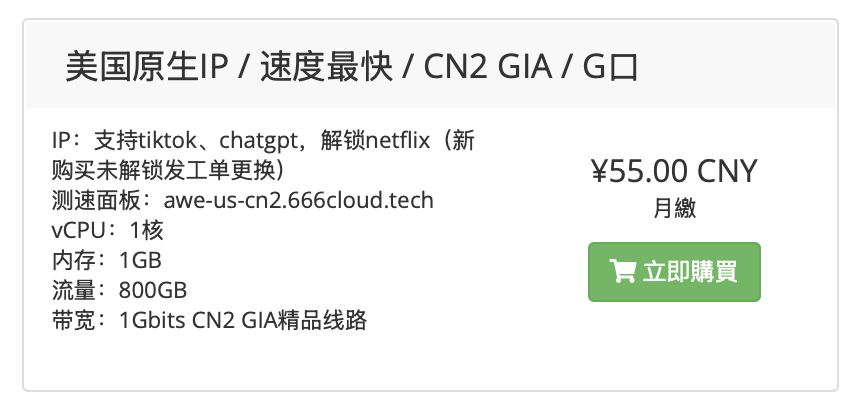 美国原生IP / 速度最快 / CN2 GIA / G口
IP：支持tiktok、chatgpt，解锁netflix（新
购买未解锁发工单更换）
测速面板：awe-us-cn2.666cloud.tech
vCPU：1核
内存：1GB
流量：800GB
带宽：1Gbits CN2 GIA精品线路
¥55.00 CNY
月繳
立即購買